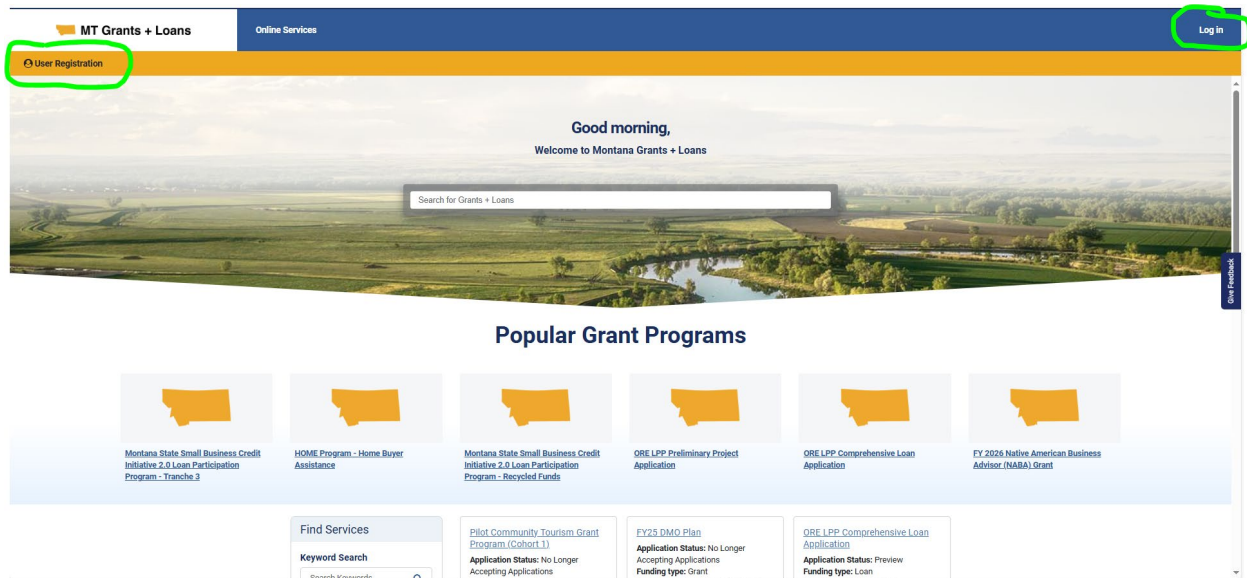 MT Grants + Loans
Online Services
Log in
User Registration
Good morning,
Welcome to Montana Grants + Loans
Search for Grants + Loans
Give Feedback
Popular Grant Programs
Montana State Small Business Credit
Initiative 2.0 Loan Participation
Program - Tranche 3
HOME Program - Home Buyer
Assistance
Montana State Small Business Credit
Initiative 2.0 Loan Participation
Program - Recycled Funds
ORE LPP Preliminary Project
Application
ORE LPP Comprehensive Loan
Application
FY 2026 Native American Business
Advisor (NABA) Grant
Find Services
Keyword Search
Search Keywords
Pilot Community Tourism Grant
Program (Cohort 1)
Application Status: No Longer
Accepting Applications
FY25 DMO Plan
Application Status: No Longer
Accepting Applications
Funding type: Grant
ORE LPP Comprehensive Loan
Application
Application Status: Preview
Funding type: Loan